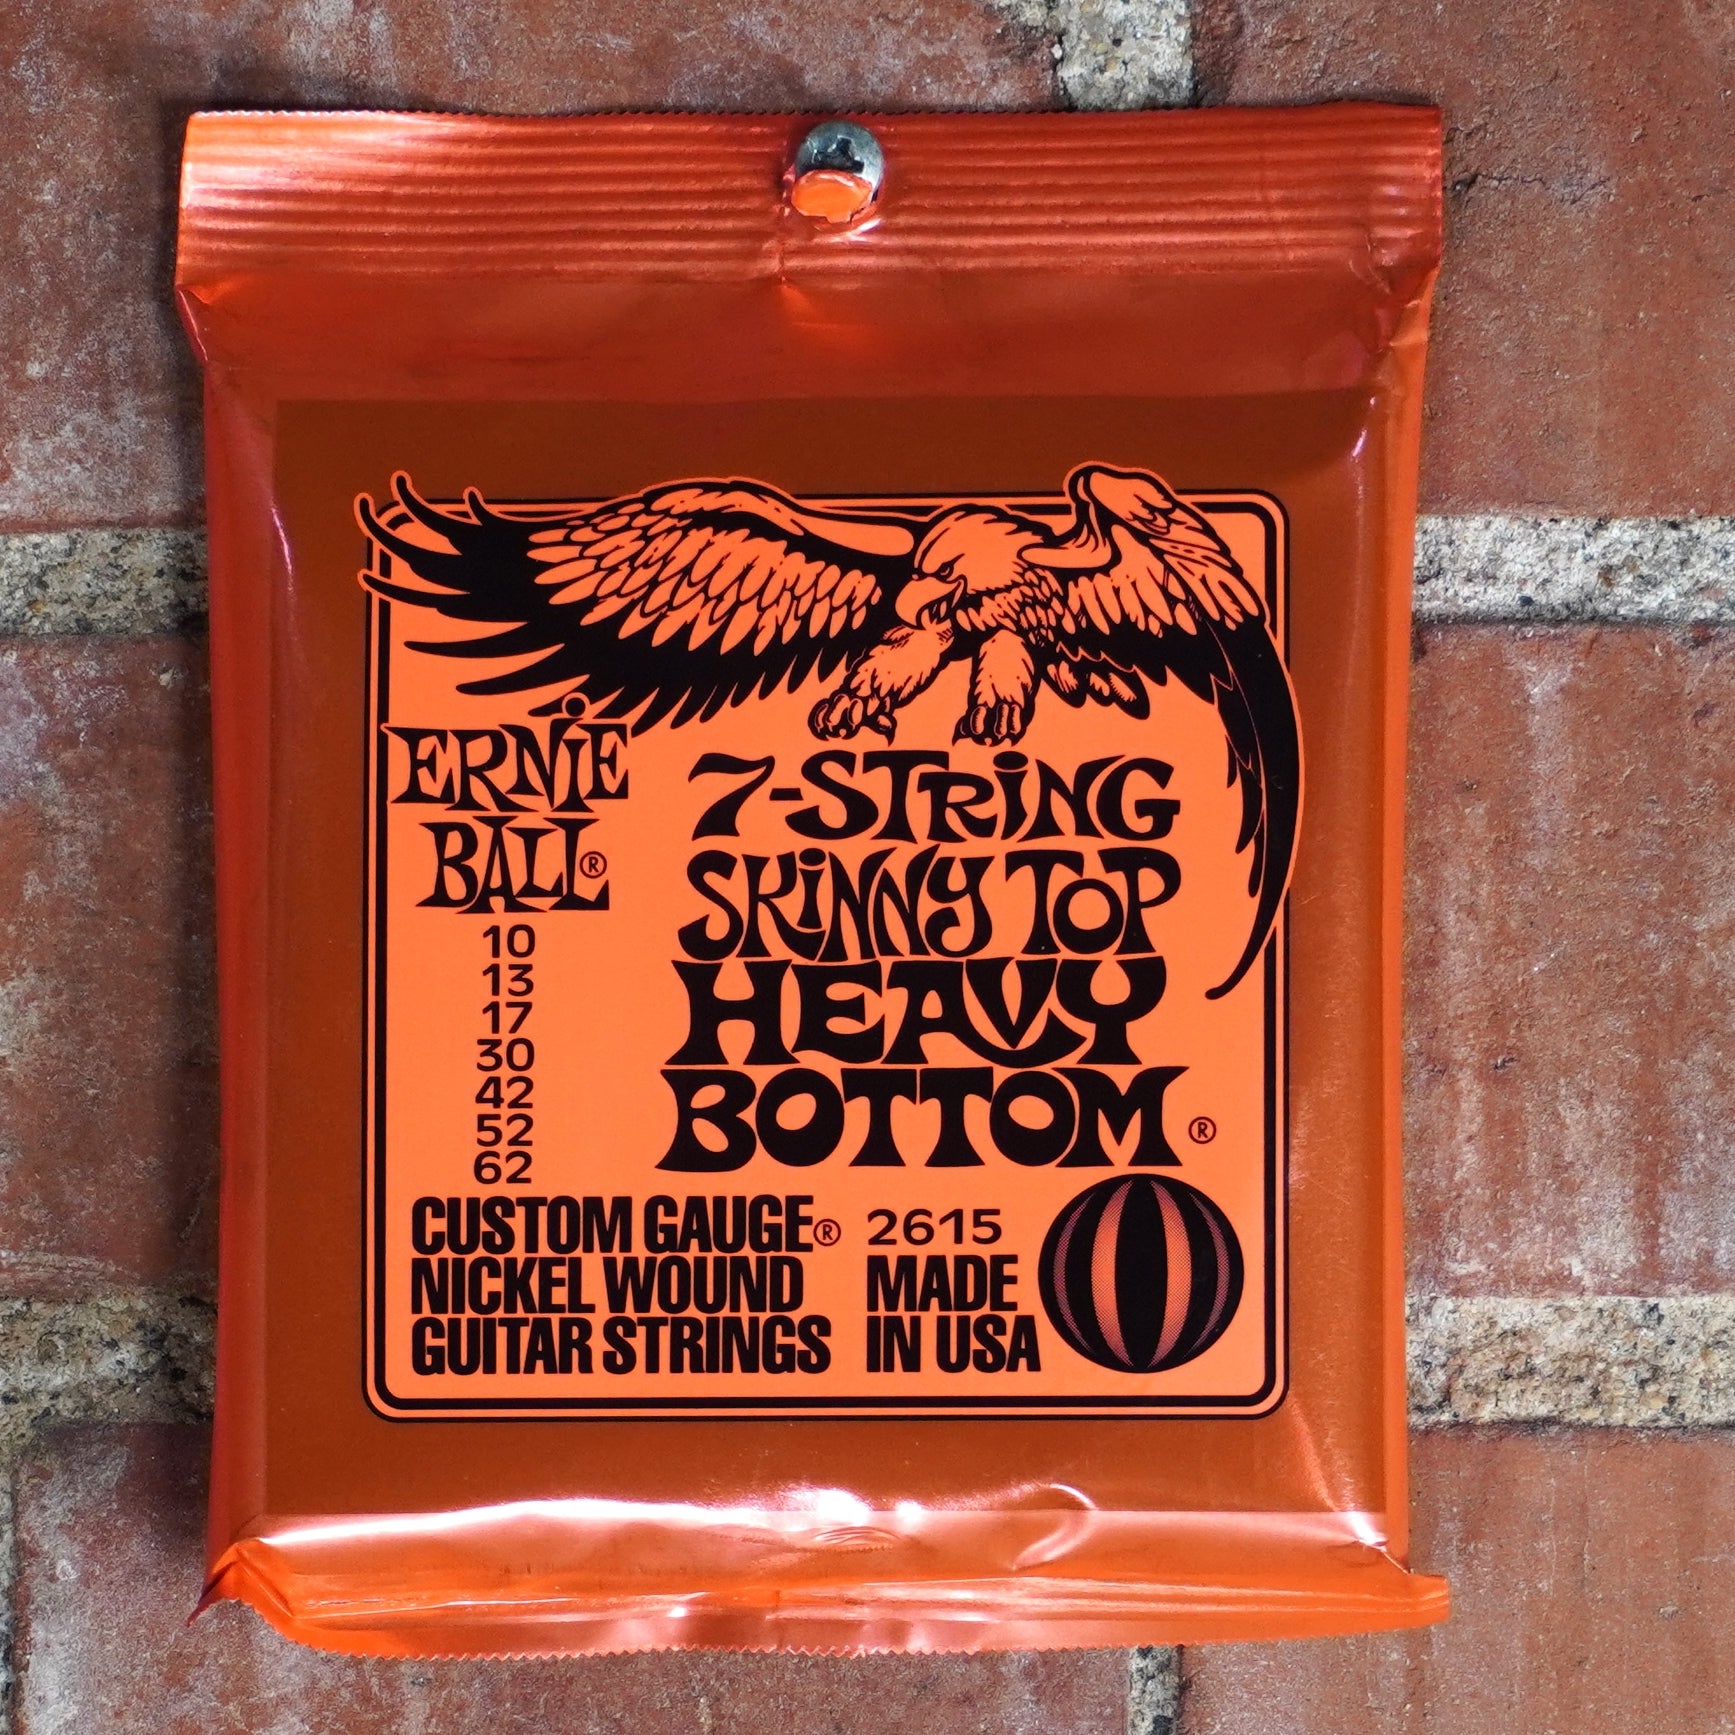 ERNiE
BALL®
7-STRiNG
SKiNNY TOP
HEAVY
BOTTOM®
10
13
17
30
42
52
62
CUSTOM GAUGE®
NICKEL WOUND
GUITAR STRINGS
2615
MADE
IN USA